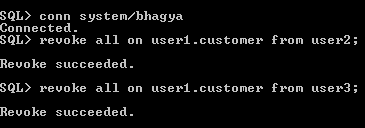 SQL> conn system/bhagya
Connected.
SQL> revoke all on user1.customer from user2;
Revoke succeeded.
SQL> revoke all on user1.customer from user3;
Revoke succeeded.